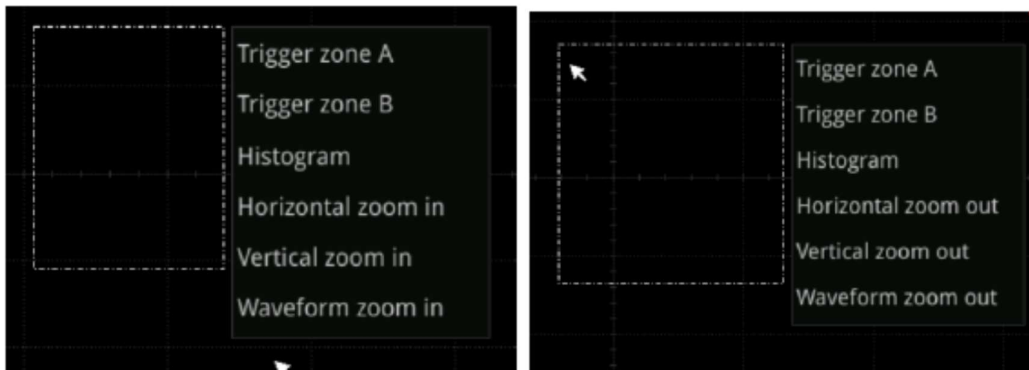 Trigger zone A
Trigger zone B
Histogram
Horizontal zoom in
Vertical zoom in
Waveform zoom in
Trigger zone A
Trigger zone B
Histogram
Horizontal zoom out
Vertical zoom out
Waveform zoom out